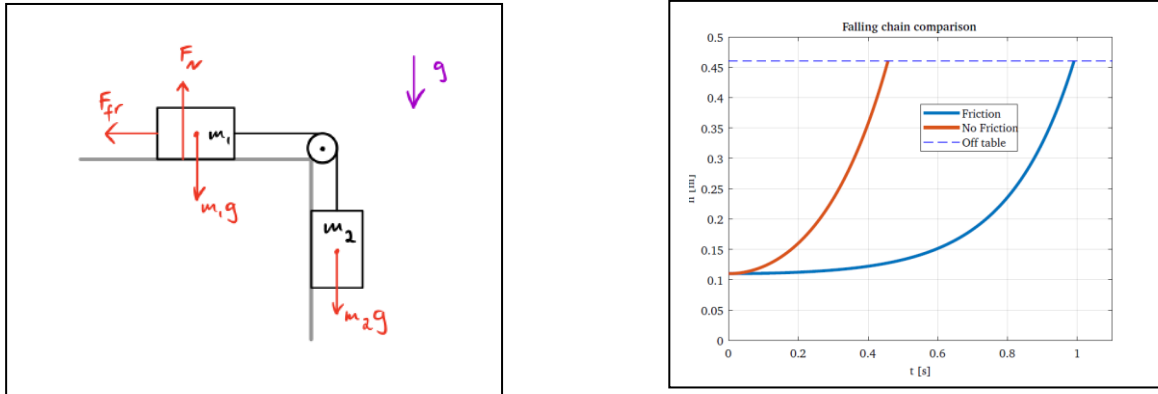 F_N
F_fr
g
m_1
m_1g
m_2
m_2g
Falling chain comparison
0.5
0.45
0.4
0.35
0.3
0.25
0.2
0.15
0.1
0.05
0
Friction
No Friction
Off table
0 0.2 0.4 0.6 0.8 1
t [s]